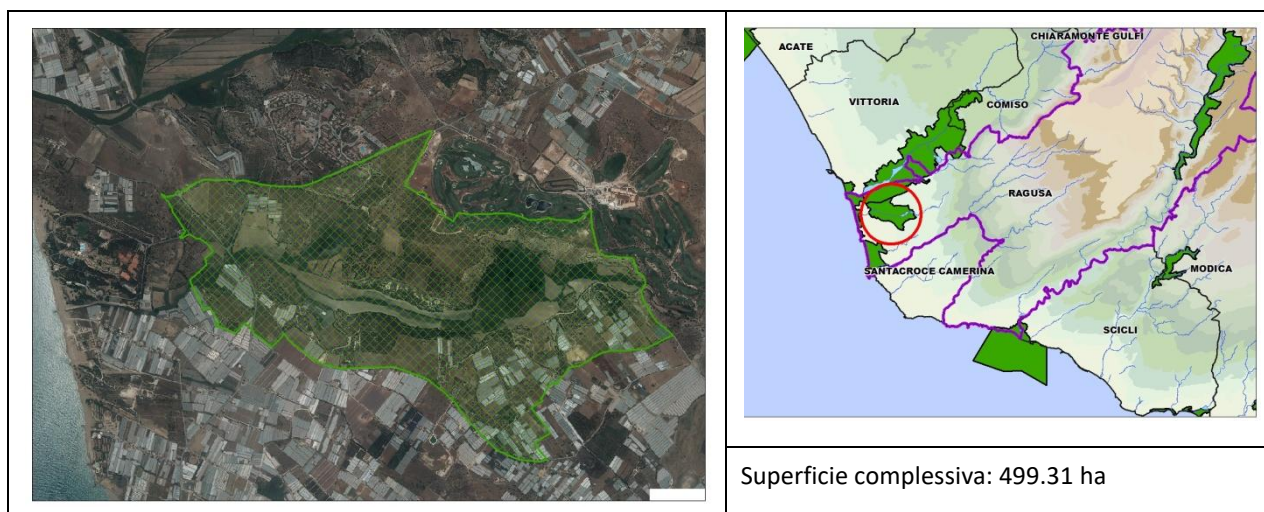 CHIARAMONTE GULFI
ACATE
VITTORIA
COMISO
RAGUSA
SANTACROCE CAMERINA
MODICA
SCICLI
Superficie complessiva: 499.31 ha